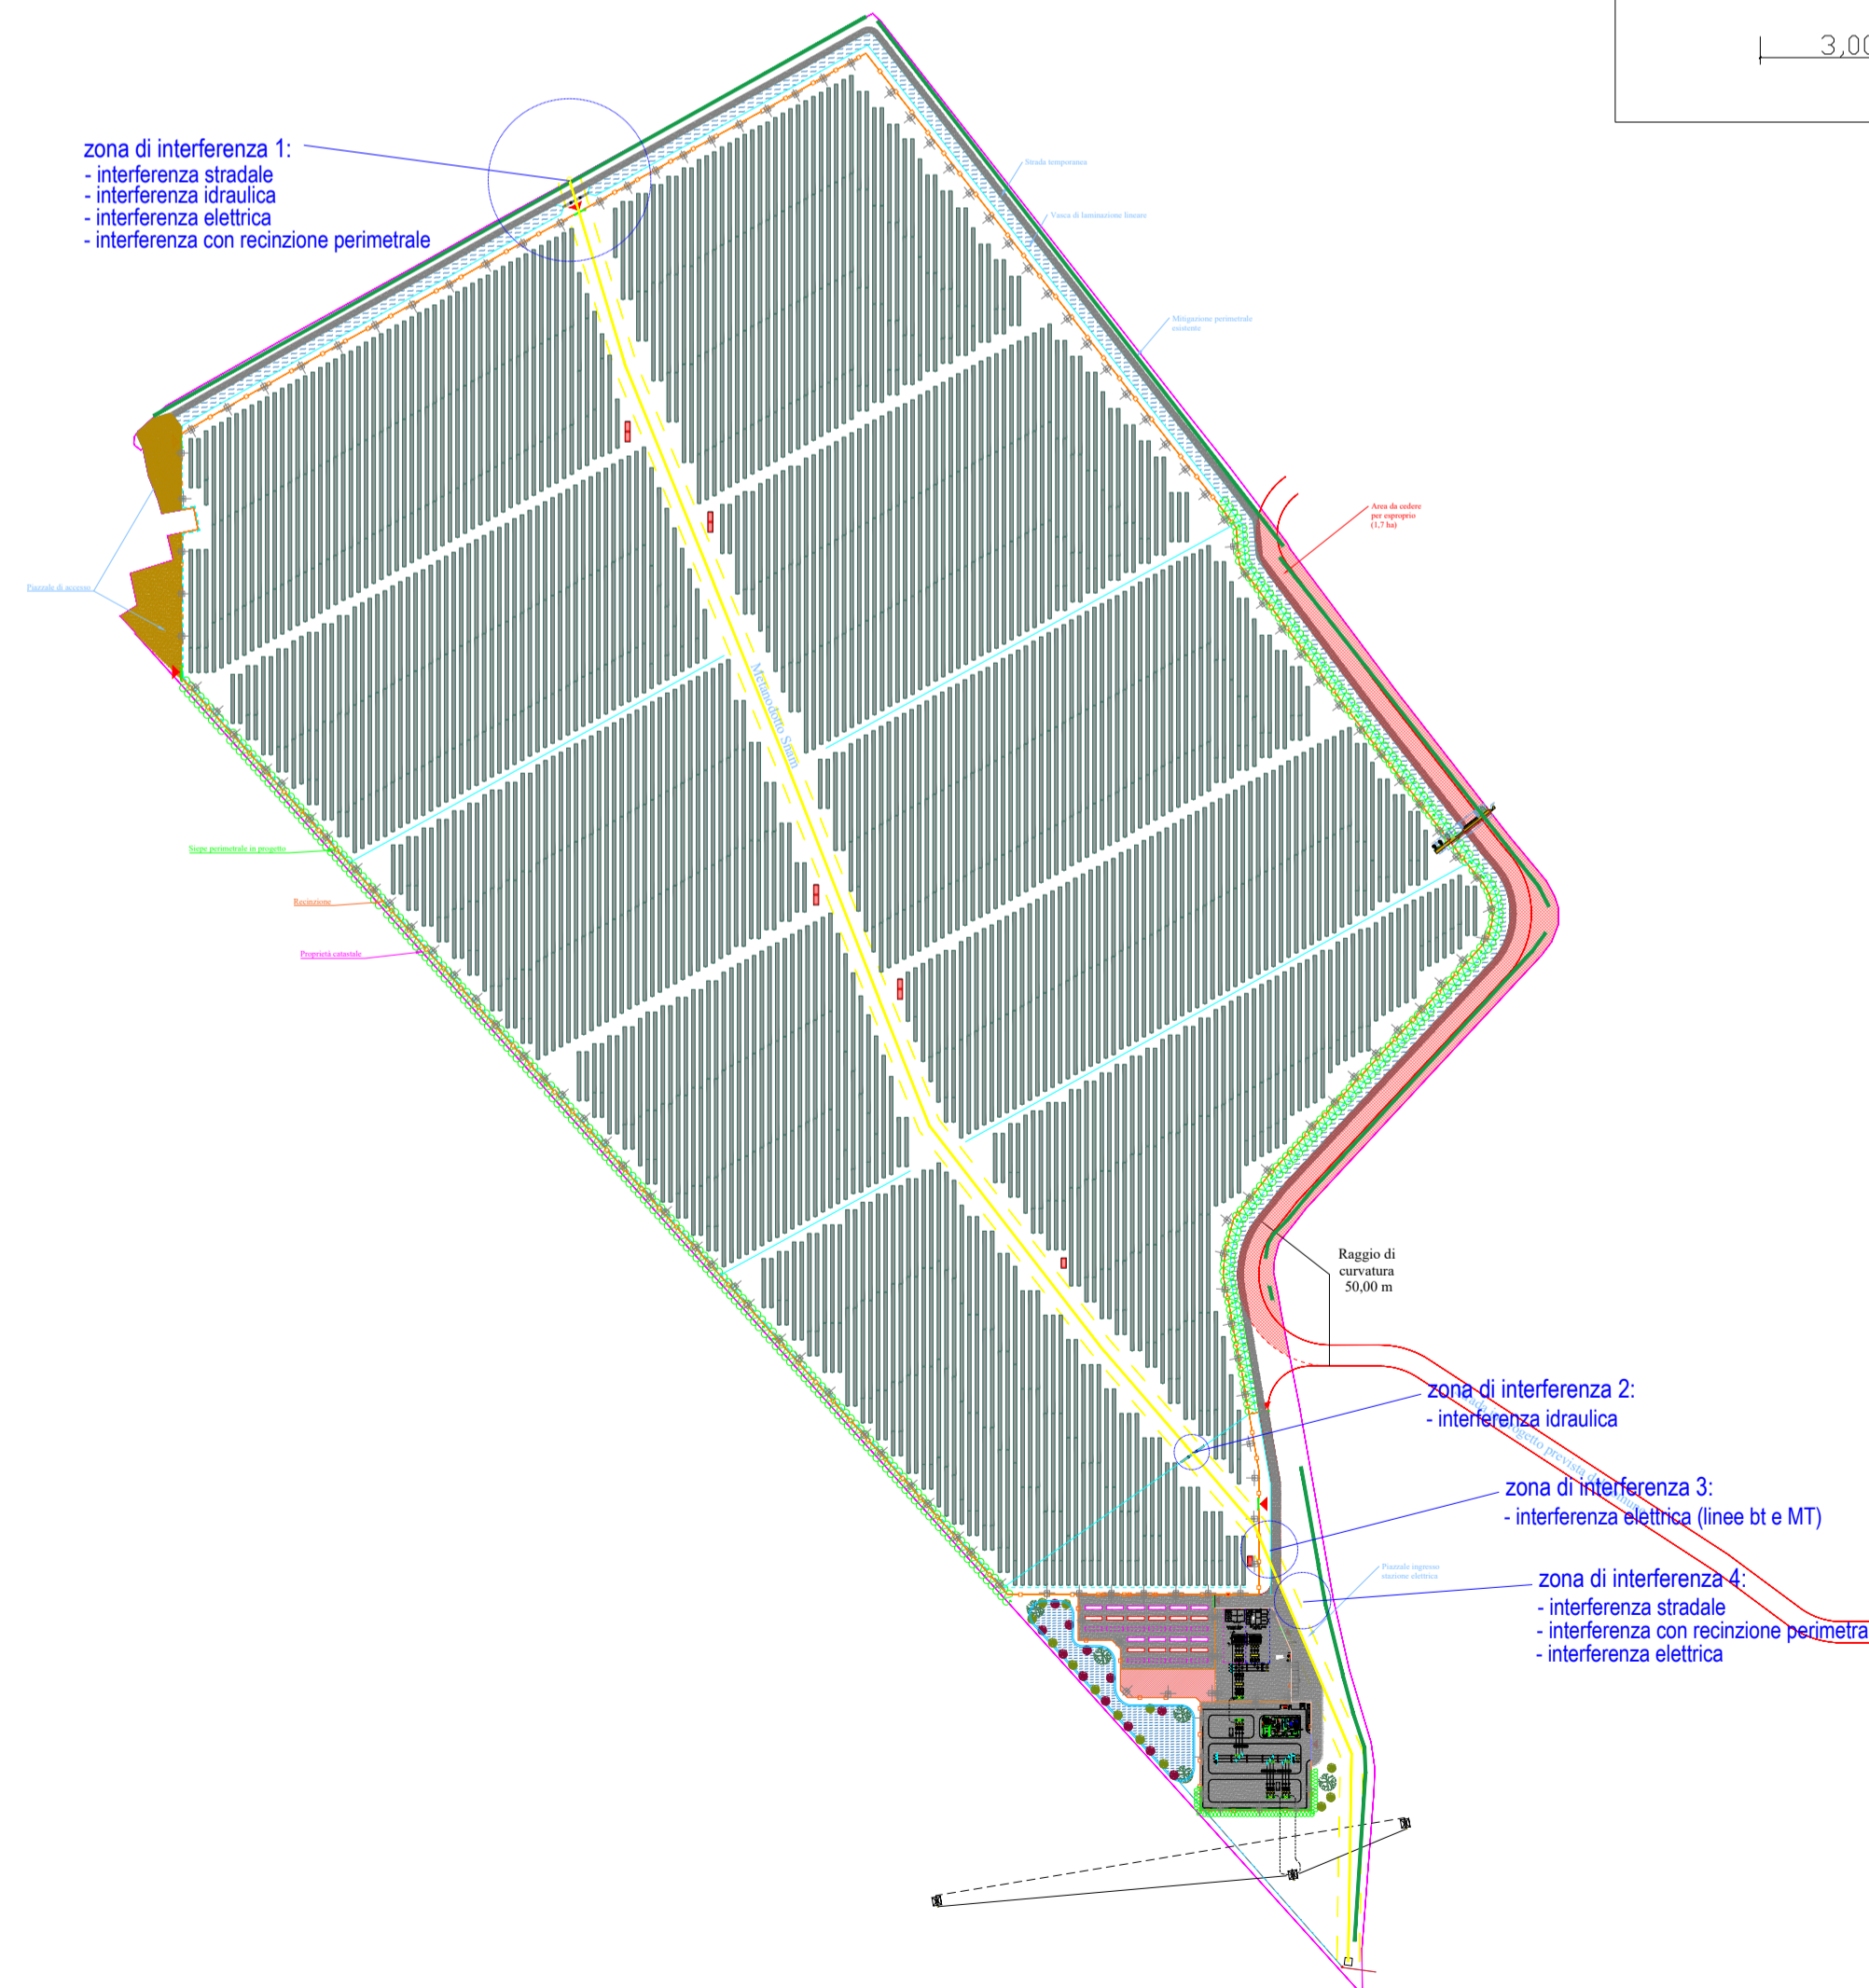 3,00
zona di interferenza 1:
- interferenza stradale
- interferenza idraulica
- interferenza elettrica
- interferenza con recinzione perimetrale
Strada temporanea
Vasca di laminazione lineare
Mitigazione perimetrale
esistente
Area da cedere
per esproprio
(1,7 ha)
Piazzale di accesso
Metanodotto Snam
Siepe perimetrale in progetto
Recinzione
Proprietà catastale
Raggio di
curvatura
50,00 m
zona di interferenza 2:
- interferenza idraulica
progetto prevista
zona di interferenza 3:
- interferenza elettrica (linee bt e MT)
Piazzale ingresso
stazione elettrica
zona di interferenza 4:
- interferenza stradale
- interferenza con recinzione perimetra
- interferenza elettrica